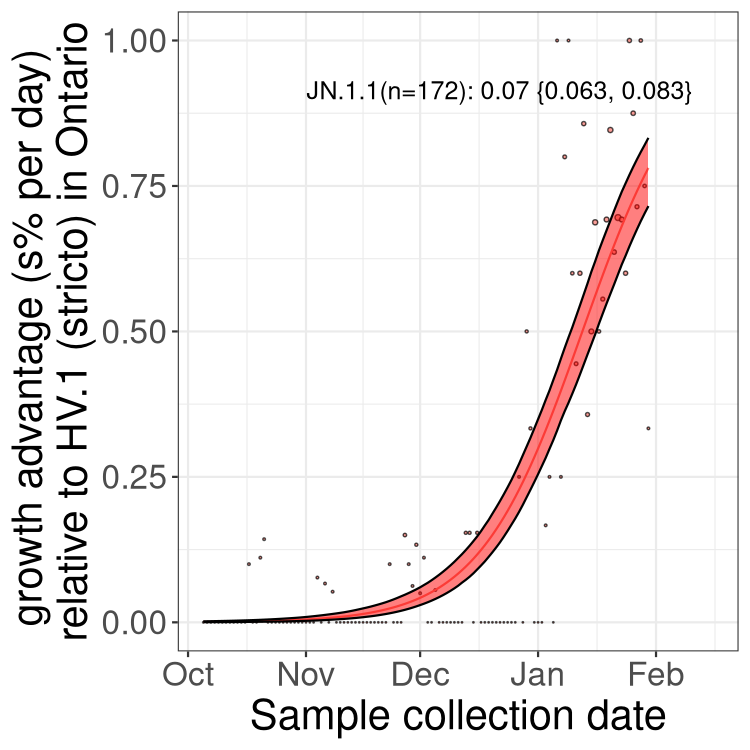 growth advantage (s% per day)
relative to HV.1 (stricto) in Ontario
1.00
0.75
0.50
0.25
0.00
JN.1.1(n=172): 0.07 {0.063, 0.083}
Oct Nov Dec Jan Feb
Sample collection date